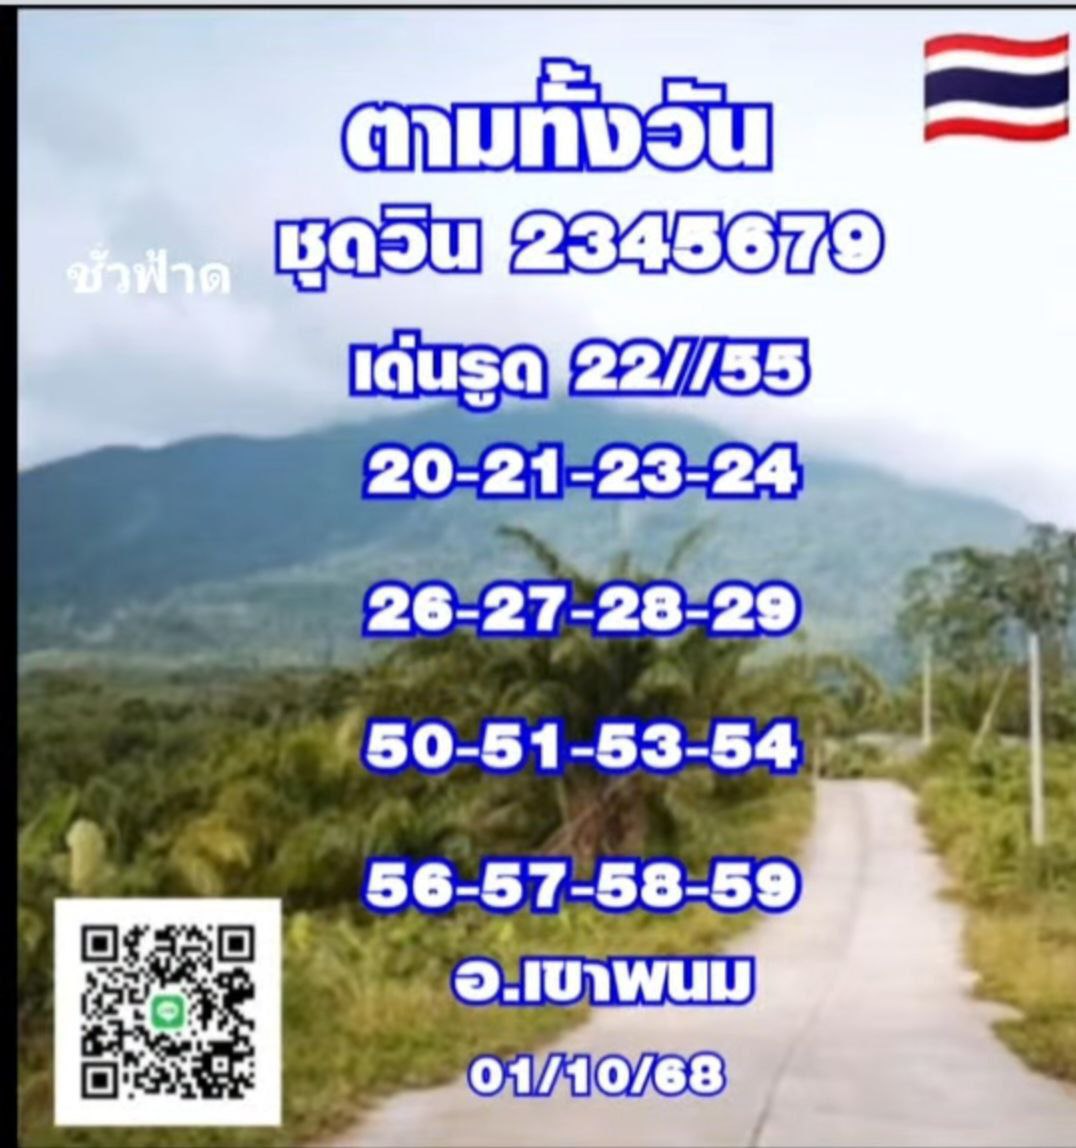 ตามทั้งวัน
ชุดวิน 2345679
ชั่วฟ้าด
เด่นรูด 22//55
20-21-23-24
26-27-28-29
50-51-53-54
56-57-58-59
อ.เขาพนม
01/10/68